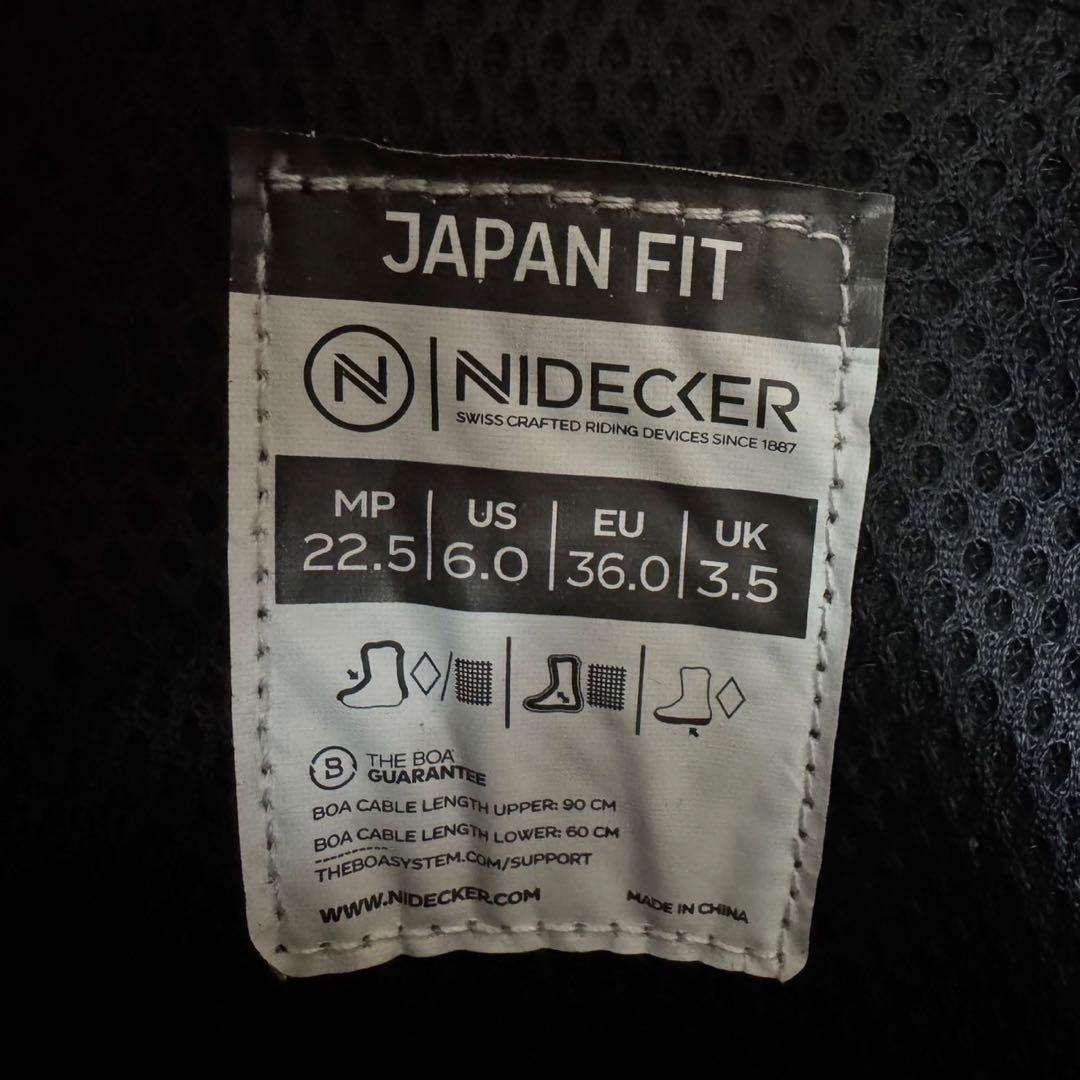 JAPAN FIT
N NIDECKER
SWISS CRAFTED RIDING DEVICES SINCE 1887
MP US EU UK
22.5 6.0 36.0 3.5
B THE BOA
GUARANTEE
BOA CABLE LENGTH UPPER: 90 CM
BOA CABLE LENGTH LOWER: 60 CM
THEBOASYSTEM.COM/SUPPORT
WWW.NIDECKER.COM MADE IN CHINA